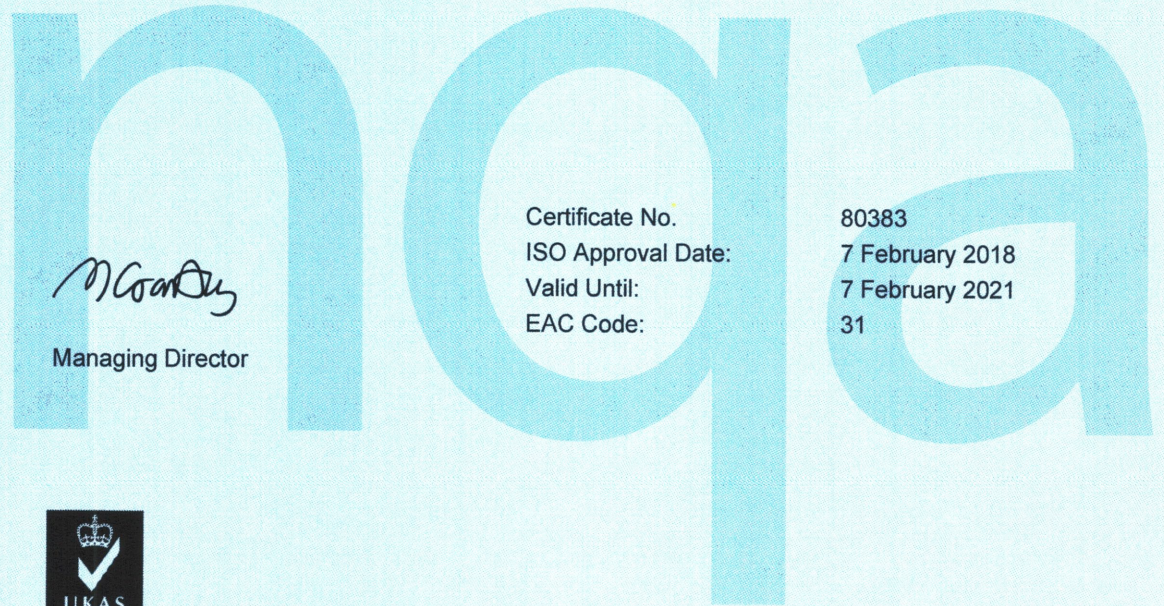 nqa
Certificate No. 80383
ISO Approval Date: 7 February 2018
Valid Until: 7 February 2021
EAC Code: 31
Managing Director
UKAS